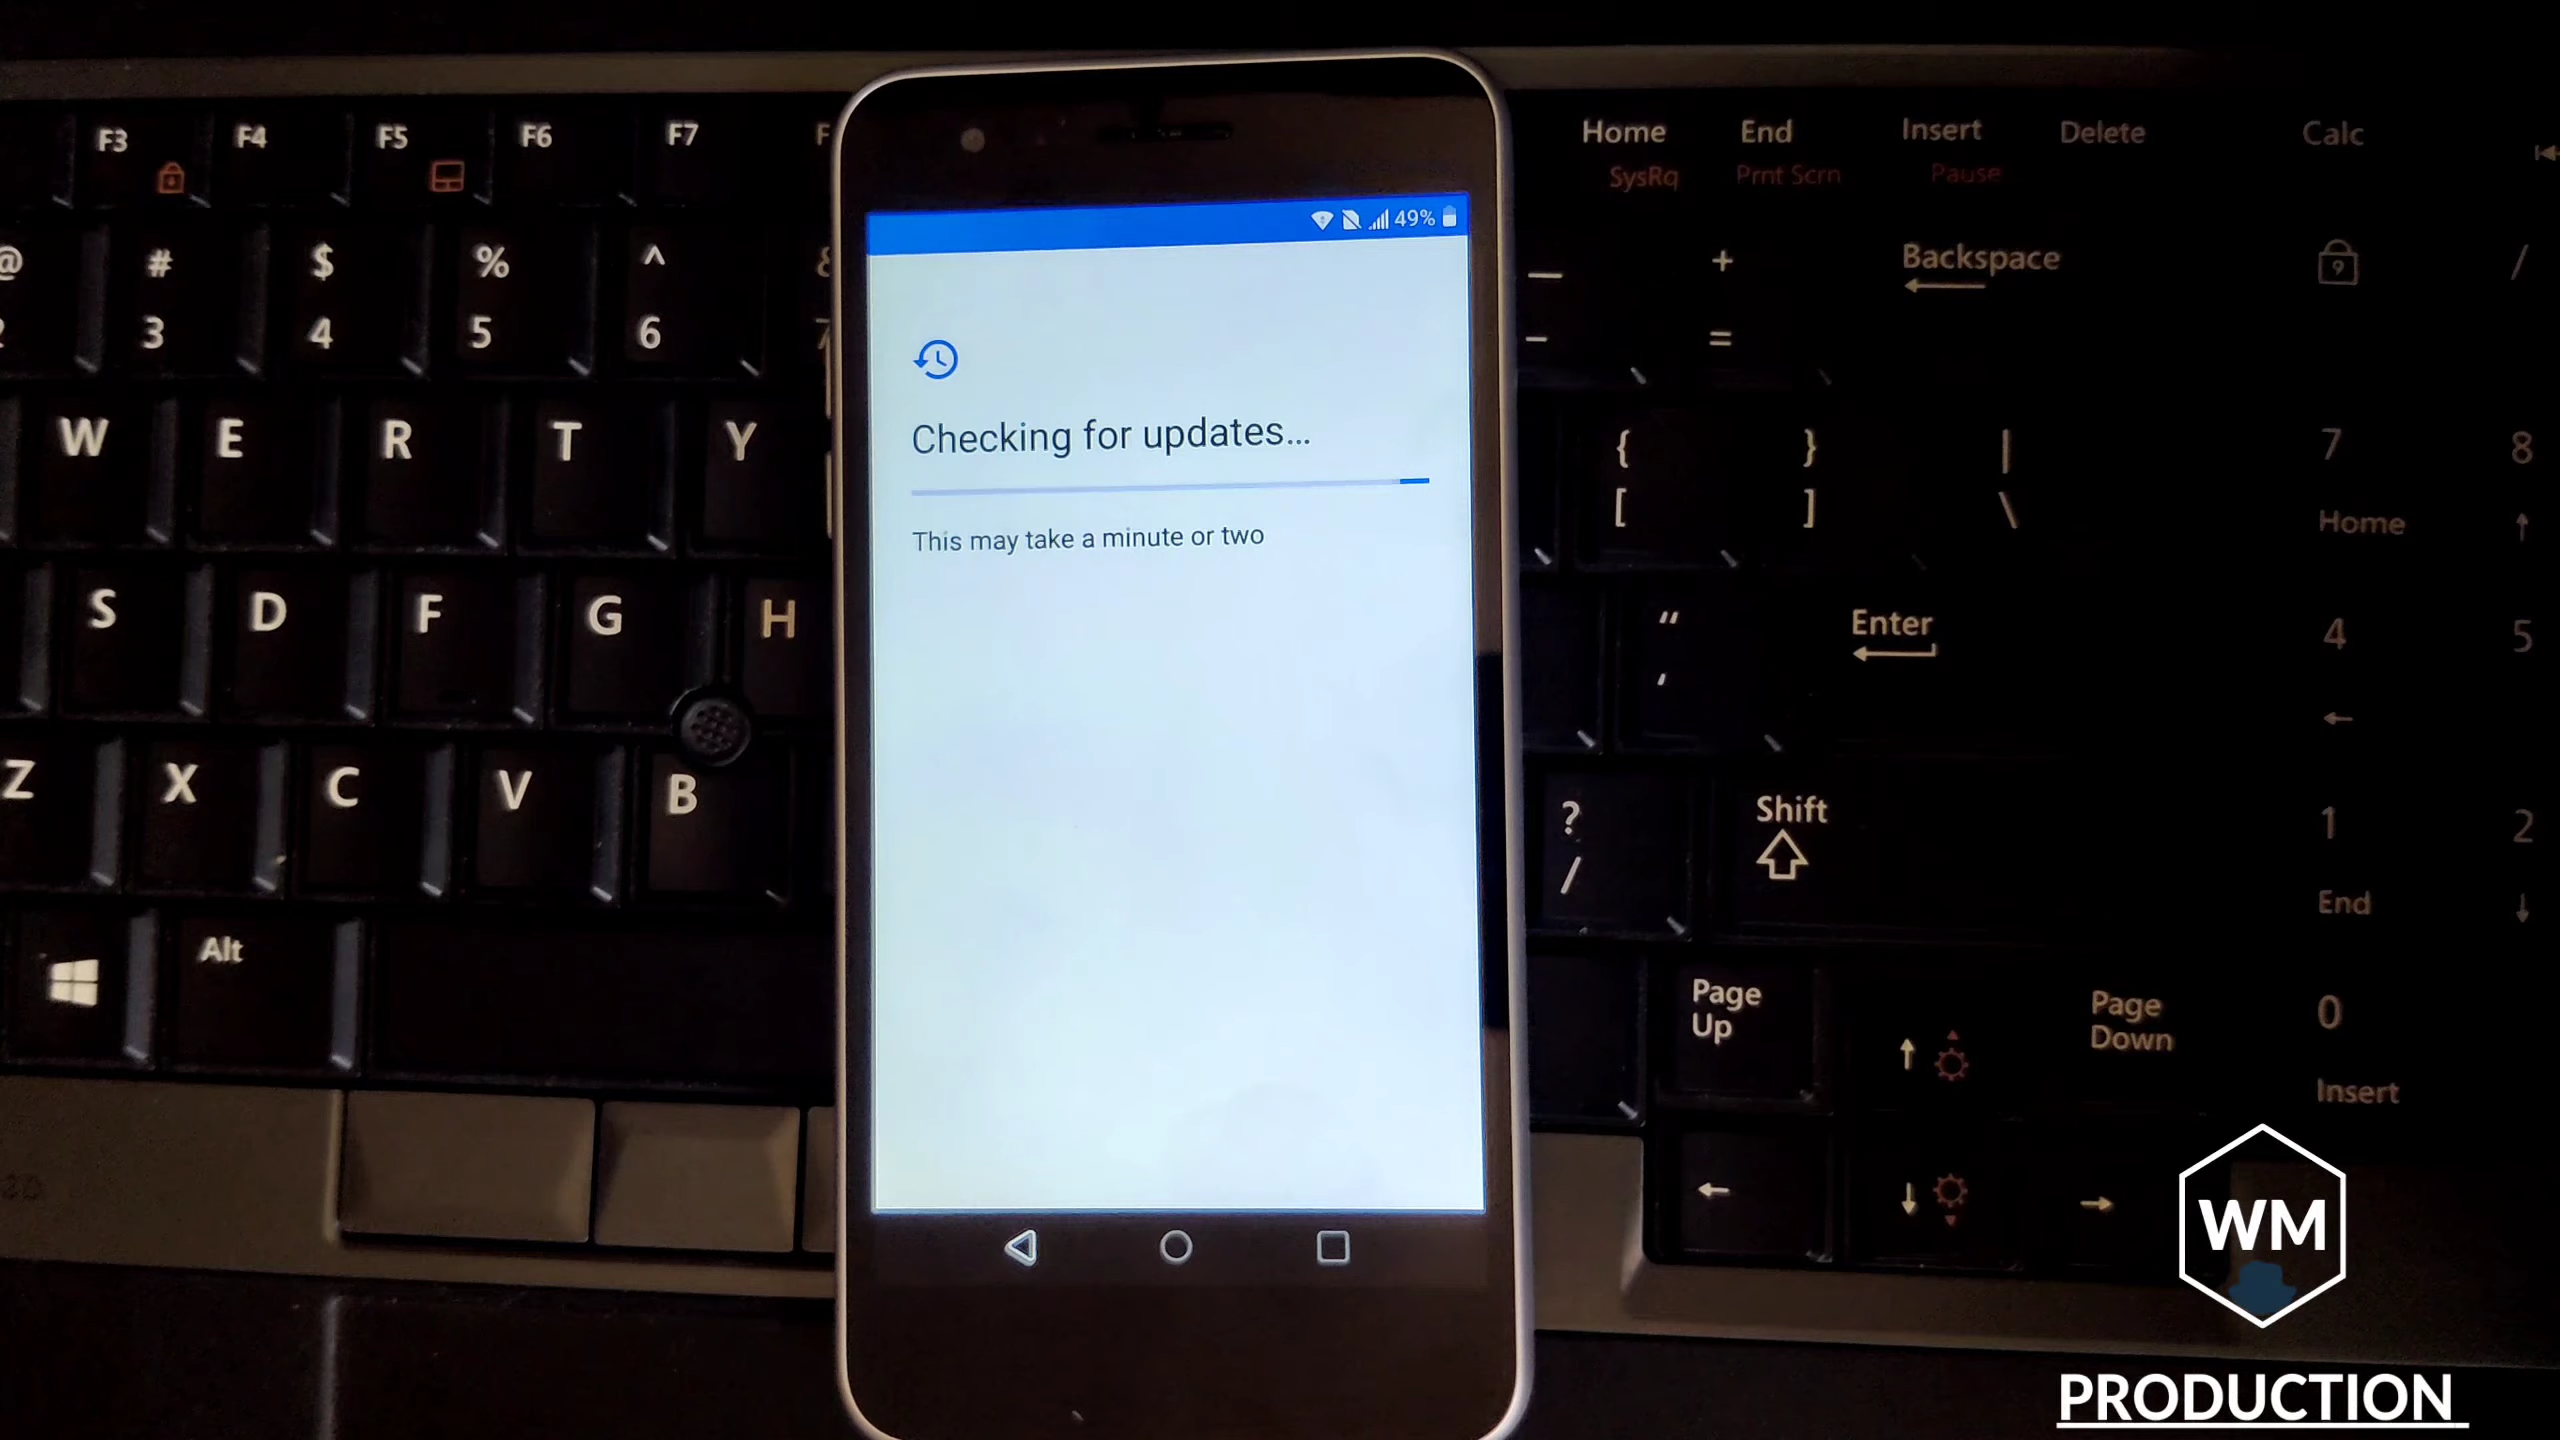 F3 F4 F5 F6 F7 F
Home End Insert Delete Calc
SysRq Prnt Scrn Pause
49%
@ # $ % ^
3 4 5 6
— + Backspace /
- =
Checking for updates...
This may take a minute or two
W E R T Y
{ } | 7 8
[ ] \ Home
S D F G H
" Enter 4 5
'
Z X C V B
? Shift 1 2
/ End
Alt
Page Up
Page Down
0
Insert
WM
PRODUCTION